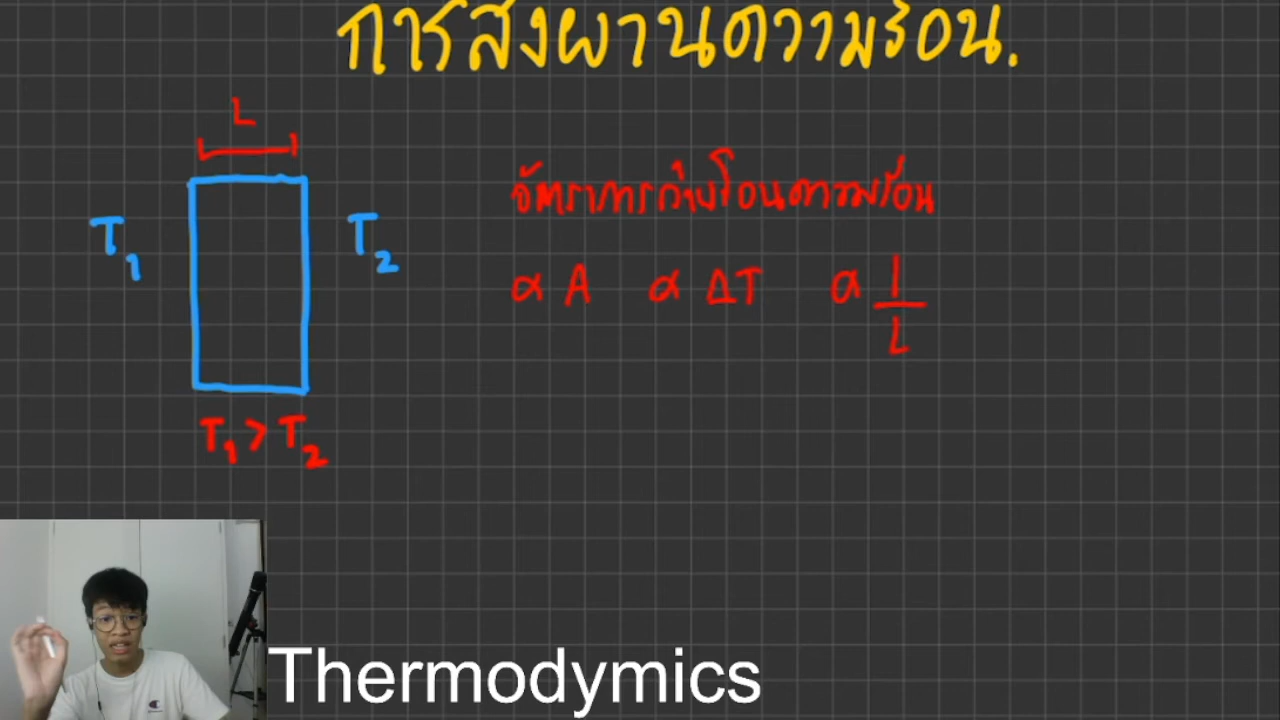 การส่งผ่านความร้อน.
L
อัตราการถ่ายโอนความร้อน
T1
T2
∝ A ∝ ΔT ∝ 1/L
T1 > T2
Thermodymics